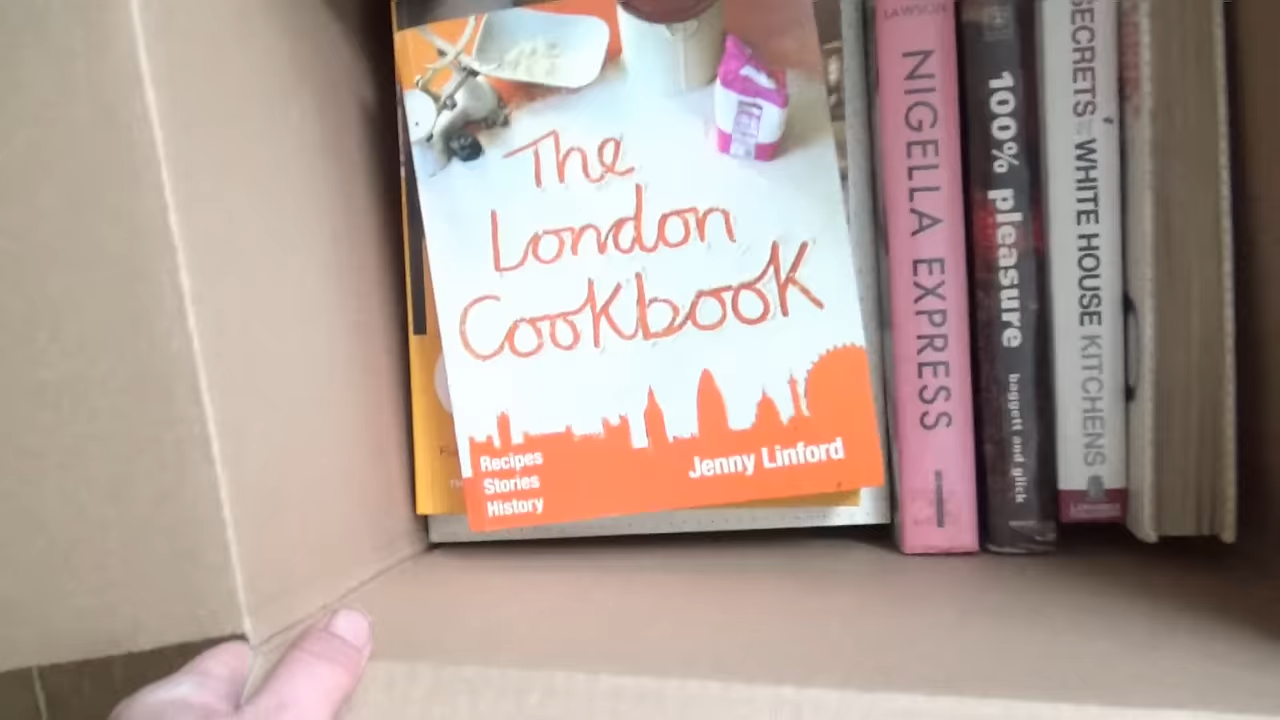 The
London
Cookbook
Recipes
Stories
History
Jenny Linford
LAWSON
NIGELLA EXPRESS
100% pleasure
baggett and glick
SECRETS
WHITE HOUSE KITCHENS